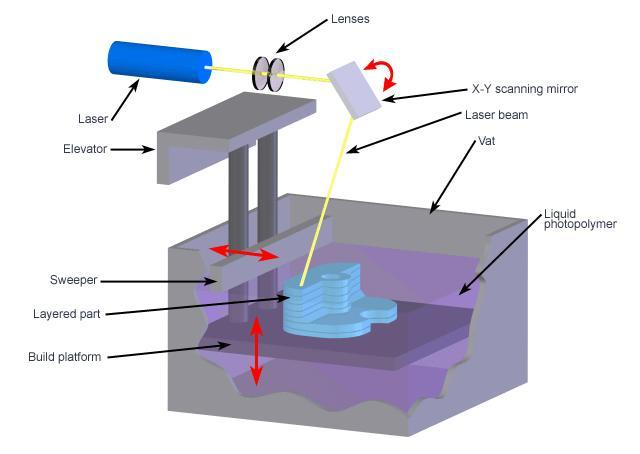 Lenses
Laser
X-Y scanning mirror
Laser beam
Elevator
Vat
Liquid
photopolymer
Sweeper
Layered part
Build platform